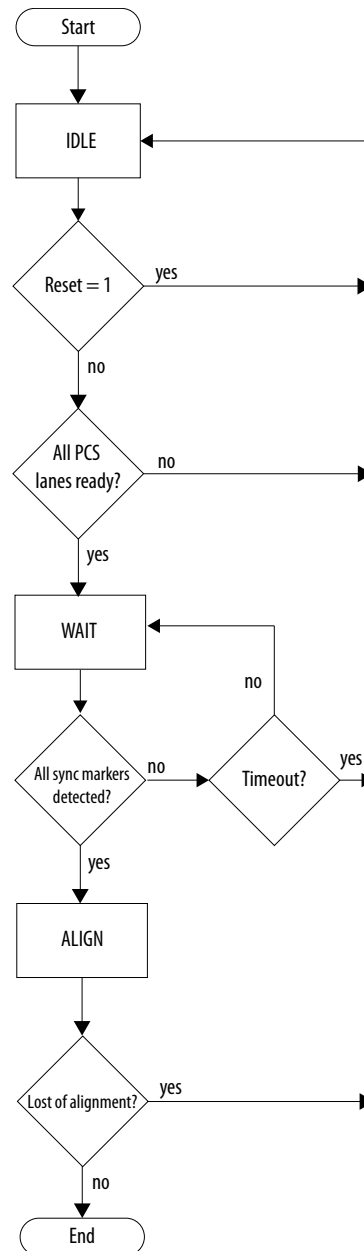 Start
IDLE
Reset = 1
yes
no
All PCS
lanes ready?
no
yes
WAIT
no
All sync markers
detected?
no
Timeout?
yes
yes
ALIGN
Lost of alignment?
yes
no
End